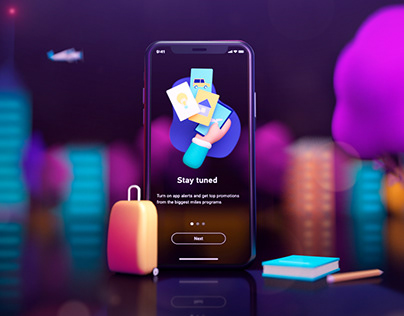 9:41
Stay tuned
Turn on app alerts and get top promotions
from the biggest miles programs.
Next